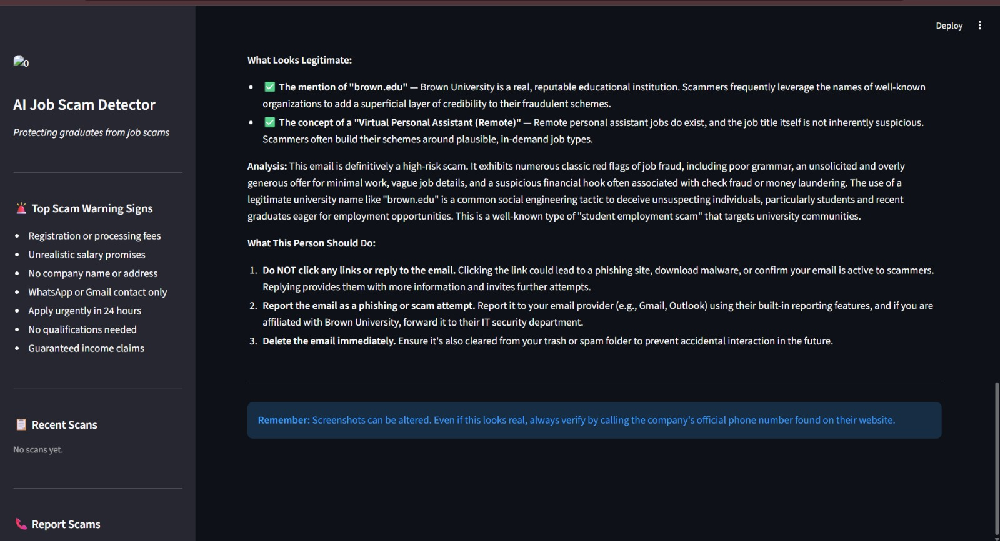 Deploy
0
AI Job Scam Detector
Protecting graduates from job scams
🚨 Top Scam Warning Signs
• Registration or processing fees
• Unrealistic salary promises
• No company name or address
• WhatsApp or Gmail contact only
• Apply urgently in 24 hours
• No qualifications needed
• Guaranteed income claims
📋 Recent Scans
No scans yet.
📞 Report Scams
What Looks Legitimate:
• ✅ The mention of "brown.edu" — Brown University is a real, reputable educational institution. Scammers frequently leverage the names of well-known
organizations to add a superficial layer of credibility to their fraudulent schemes.
• ✅ The concept of a "Virtual Personal Assistant (Remote)" — Remote personal assistant jobs do exist, and the job title itself is not inherently suspicious.
Scammers often build their schemes around plausible, in-demand job types.
Analysis: This email is definitively a high-risk scam. It exhibits numerous classic red flags of job fraud, including poor grammar, an unsolicited and overly
generous offer for minimal work, vague job details, and a suspicious financial hook often associated with check fraud or money laundering. The use of a
legitimate university name like "brown.edu" is a common social engineering tactic to deceive unsuspecting individuals, particularly students and recent
graduates eager for employment opportunities. This is a well-known type of "student employment scam" that targets university communities.
What This Person Should Do:
1. Do NOT click any links or reply to the email. Clicking the link could lead to a phishing site, download malware, or confirm your email is active to scammers.
Replying provides them with more information and invites further attempts.
2. Report the email as a phishing or scam attempt. Report it to your email provider (e.g., Gmail, Outlook) using their built-in reporting features, and if you are
affiliated with Brown University, forward it to their IT security department.
3. Delete the email immediately. Ensure it's also cleared from your trash or spam folder to prevent accidental interaction in the future.
Remember: Screenshots can be altered. Even if this looks real, always verify by calling the company's official phone number found on their website.